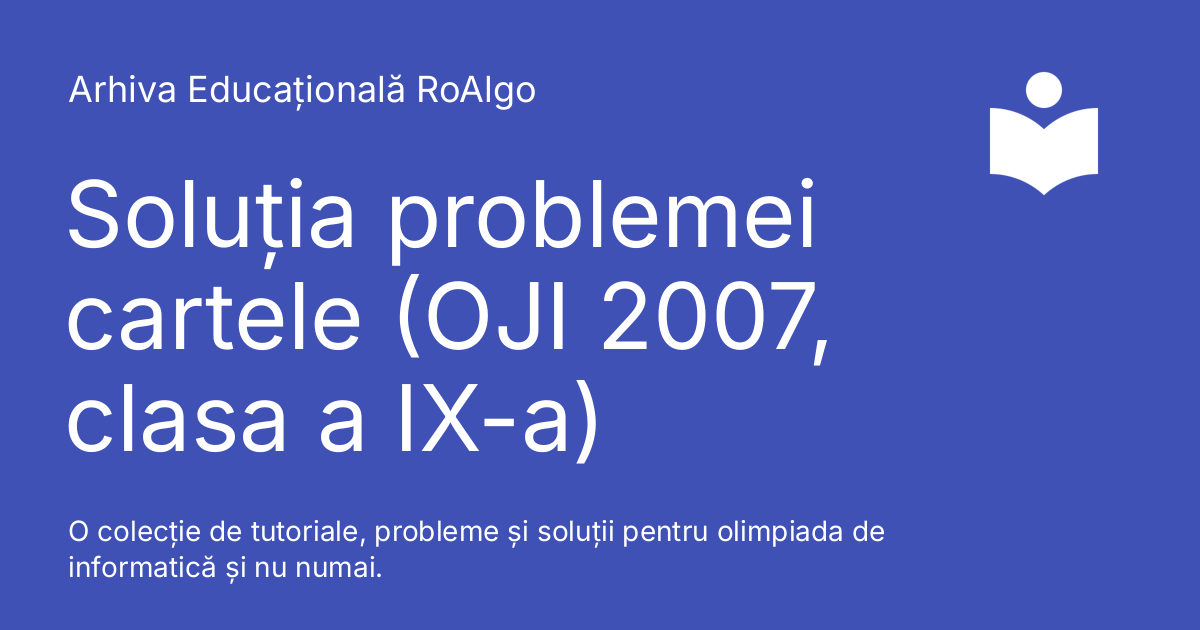 Arhiva Educațională RoAlgo
Soluția problemei
cartele (OJI 2007,
clasa a IX-a)
O colecție de tutoriale, probleme și soluții pentru olimpiada de
informatică și nu numai.